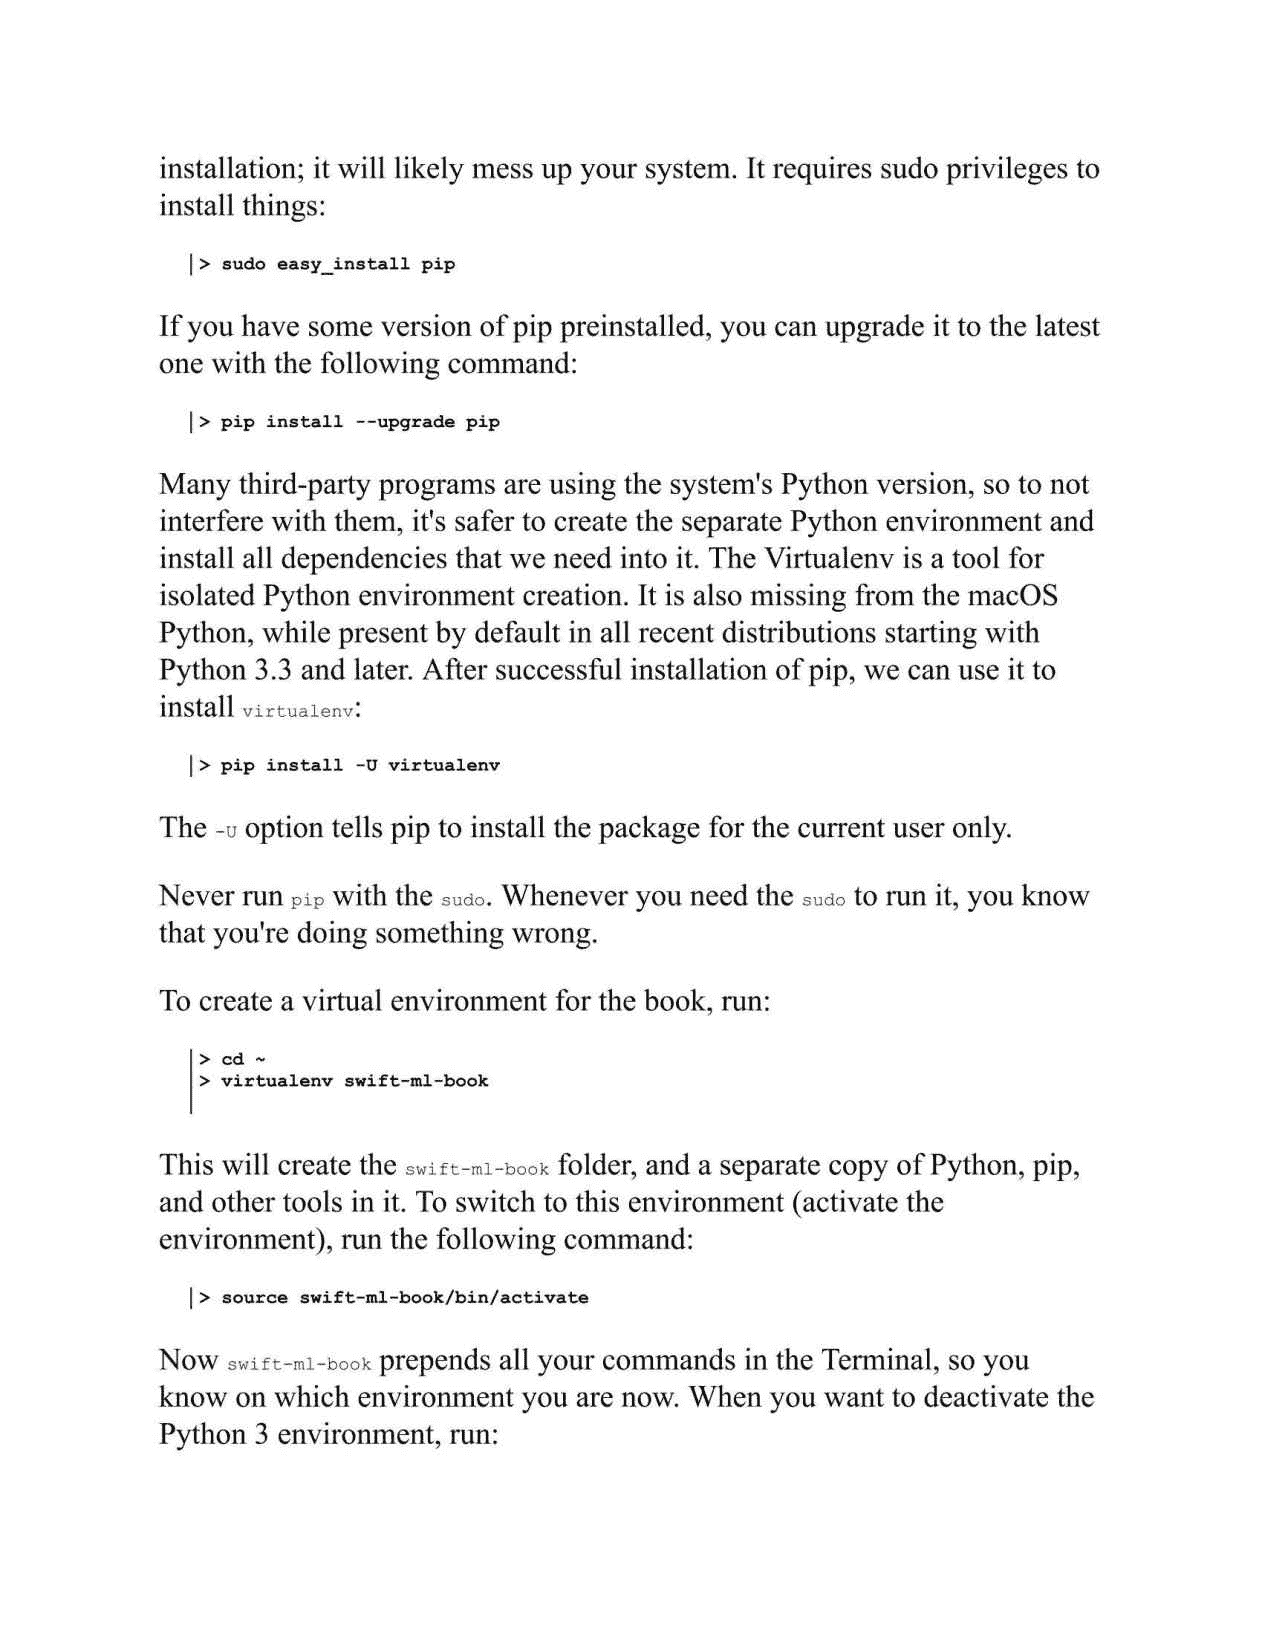 installation; it will likely mess up your system. It requires sudo privileges to
install things:
|> sudo easy_install pip
If you have some version of pip preinstalled, you can upgrade it to the latest
one with the following command:
|> pip install --upgrade pip
Many third-party programs are using the system's Python version, so to not
interfere with them, it's safer to create the separate Python environment and
install all dependencies that we need into it. The Virtualenv is a tool for
isolated Python environment creation. It is also missing from the macOS
Python, while present by default in all recent distributions starting with
Python 3.3 and later. After successful installation of pip, we can use it to
install virtualenv:
|> pip install -U virtualenv
The -U option tells pip to install the package for the current user only.
Never run pip with the sudo. Whenever you need the sudo to run it, you know
that you're doing something wrong.
To create a virtual environment for the book, run:
> cd ~
> virtualenv swift-ml-book
This will create the swift-ml-book folder, and a separate copy of Python, pip,
and other tools in it. To switch to this environment (activate the
environment), run the following command:
|> source swift-ml-book/bin/activate
Now swift-ml-book prepends all your commands in the Terminal, so you
know on which environment you are now. When you want to deactivate the
Python 3 environment, run: